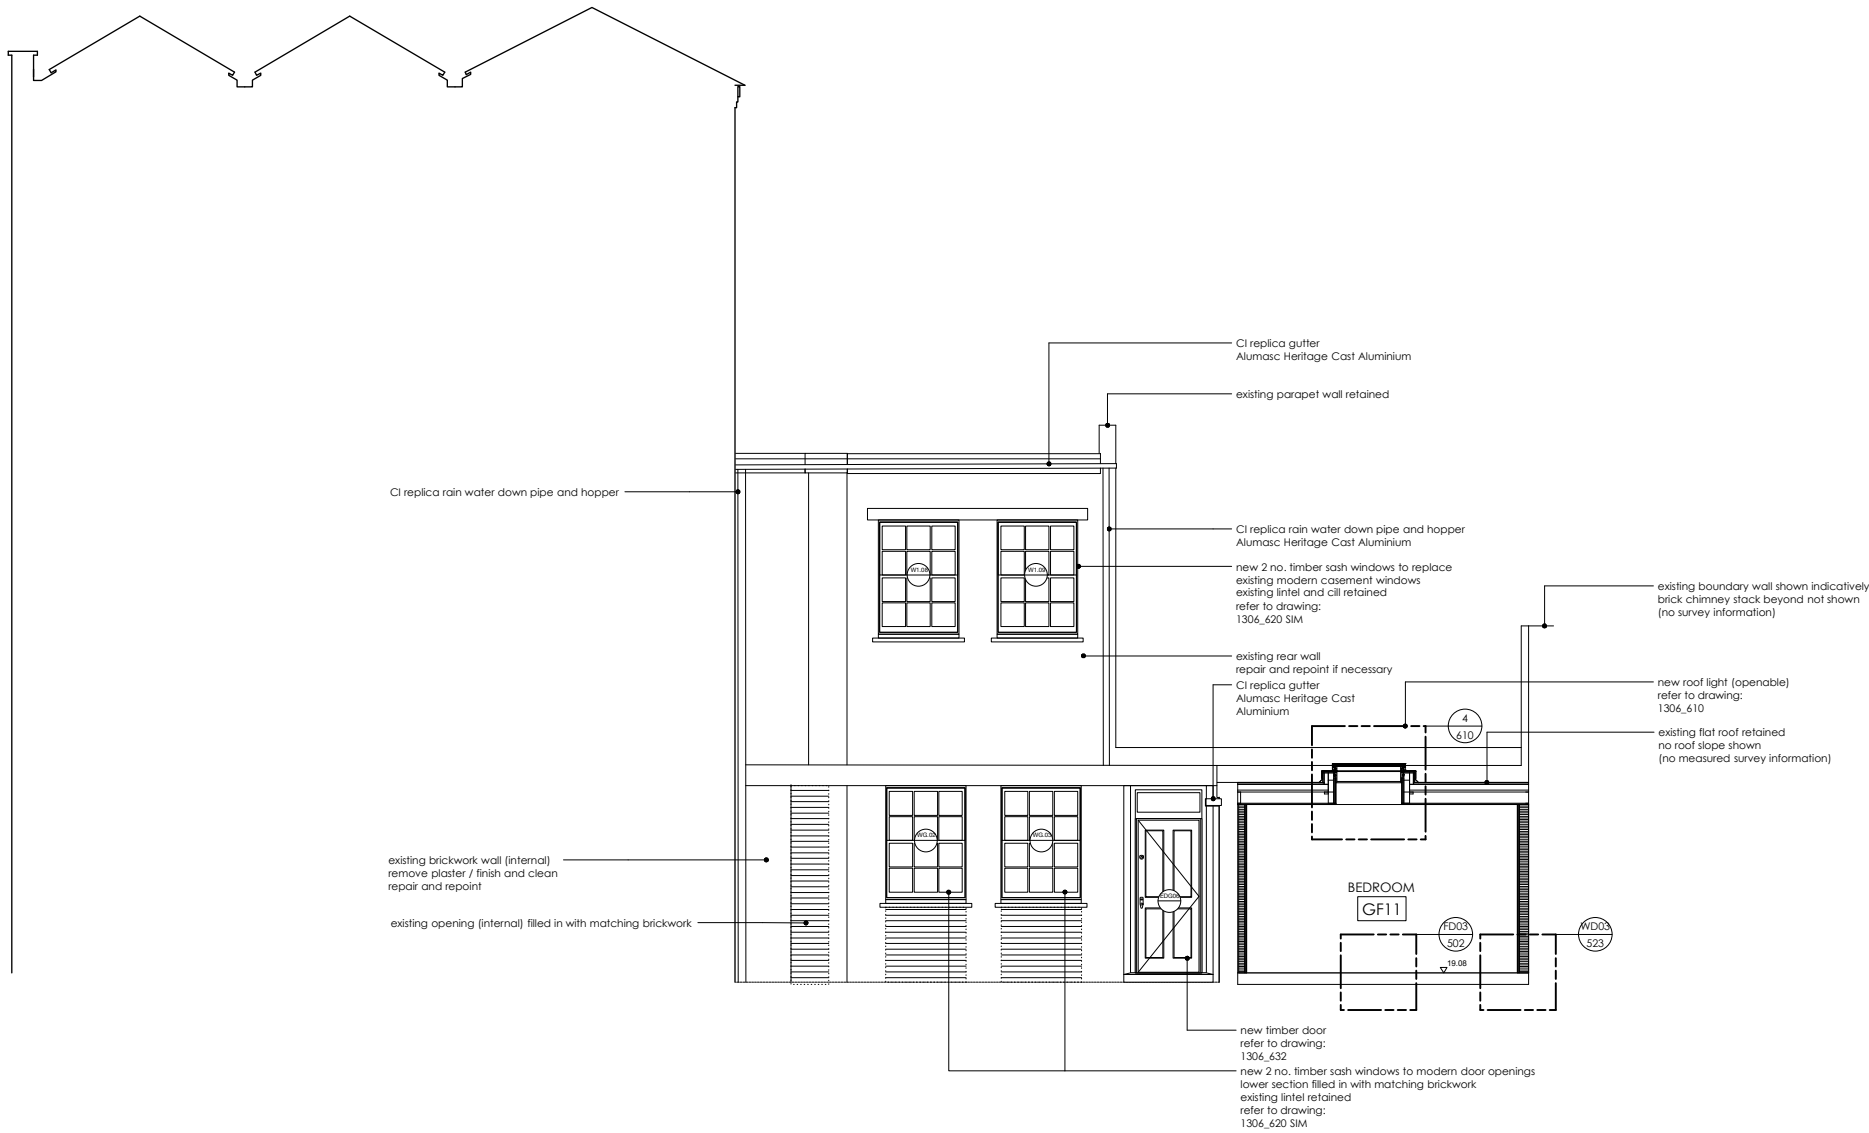 CI replica gutter
Alumasc Heritage Cast Aluminium
existing parapet wall retained
CI replica rain water down pipe and hopper
CI replica rain water down pipe and hopper
Alumasc Heritage Cast Aluminium
new 2 no. timber sash windows to replace
existing modern casement windows
existing lintel and cill retained
refer to drawing:
1306_620 SIM
W1.08
W1.09
existing boundary wall shown indicatively
brick chimney stack beyond not shown
(no survey information)
existing rear wall
repair and repoint if necessary
CI replica gutter
Alumasc Heritage Cast
Aluminium
new roof light (openable)
refer to drawing:
1306_610
4
610
existing flat roof retained
no roof slope shown
(no measured survey information)
WG.02
WG.03
existing brickwork wall (internal)
remove plaster / finish and clean
repair and repoint
existing opening (internal) filled in with matching brickwork
BEDROOM
GF11
FD03
502
WD03
523
19.08
new timber door
refer to drawing:
1306_632
new 2 no. timber sash windows to modern door openings
lower section filled in with matching brickwork
existing lintel retained
refer to drawing:
1306_620 SIM